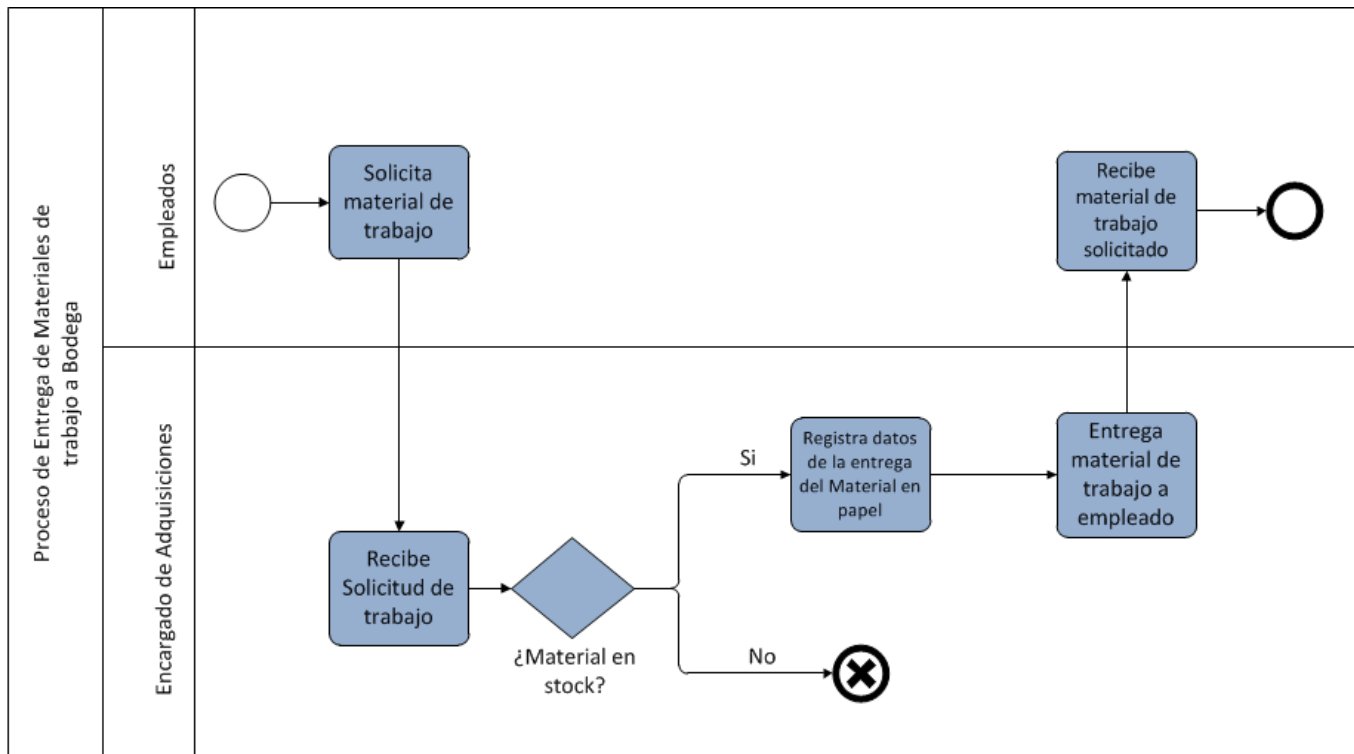 Proceso de Entrega de Materiales de
trabajo a Bodega
Empleados
Solicita
material de
trabajo
Recibe
material de
trabajo
solicitado
Encargado de Adquisiciones
Recibe
Solicitud de
trabajo
¿Material en
stock?
Si
No
Registra datos
de la entrega
del Material en
papel
Entrega
material de
trabajo a
empleado